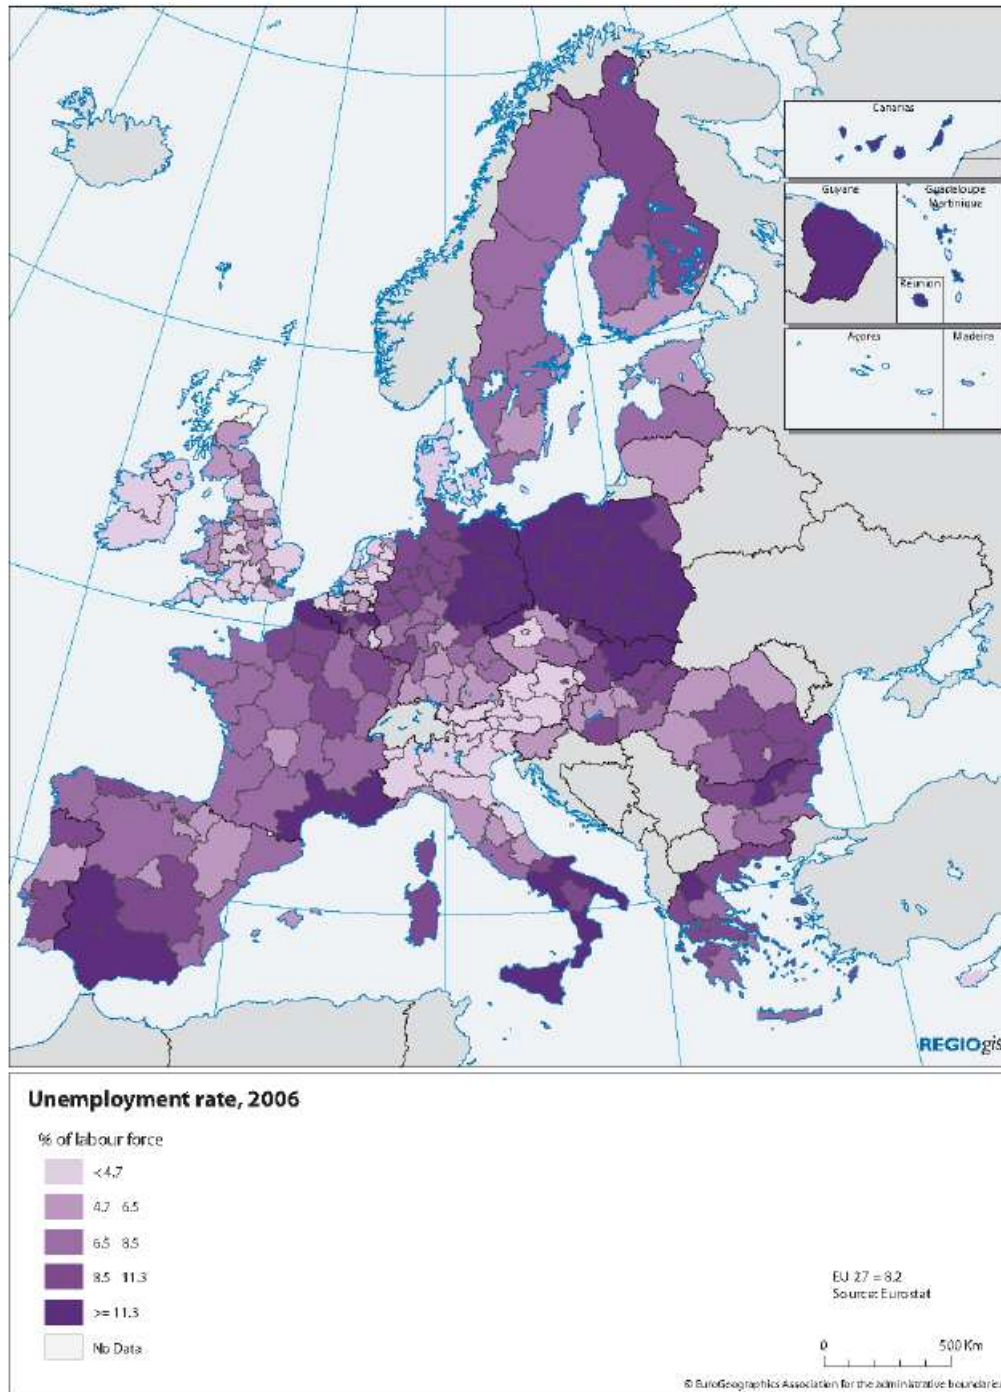 Canarias
Guyane
Guadeloupe
Martinique
Réunion
Açores
Madeira
REGIOgis
Unemployment rate, 2006
% of labour force
< 4.7
4.7 6.5
6.5 8.5
8.5 11.3
>= 11.3
No Data
EU 27 = 8.2
Source: Eurostat
0 500 Km
© EuroGeographics Association for the administrative boundaries